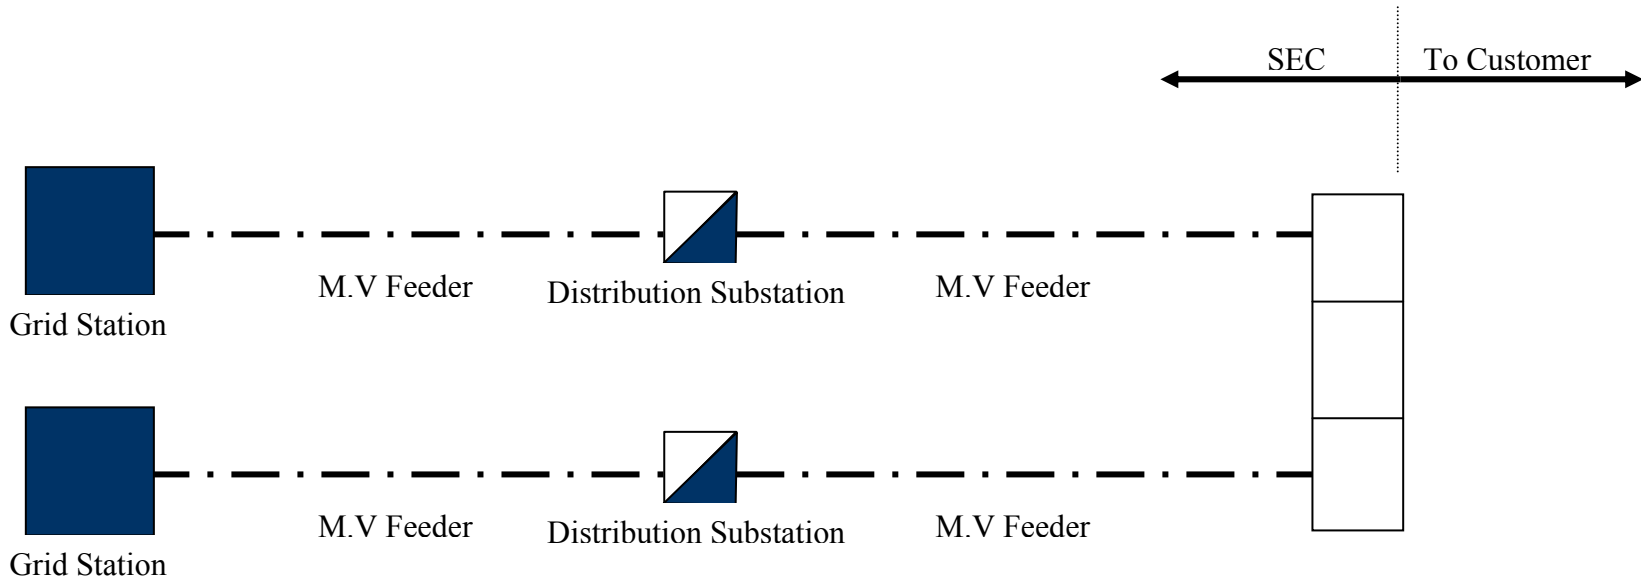 SEC
To Customer
M.V Feeder
Distribution Substation
M.V Feeder
Grid Station
M.V Feeder
Distribution Substation
M.V Feeder
Grid Station